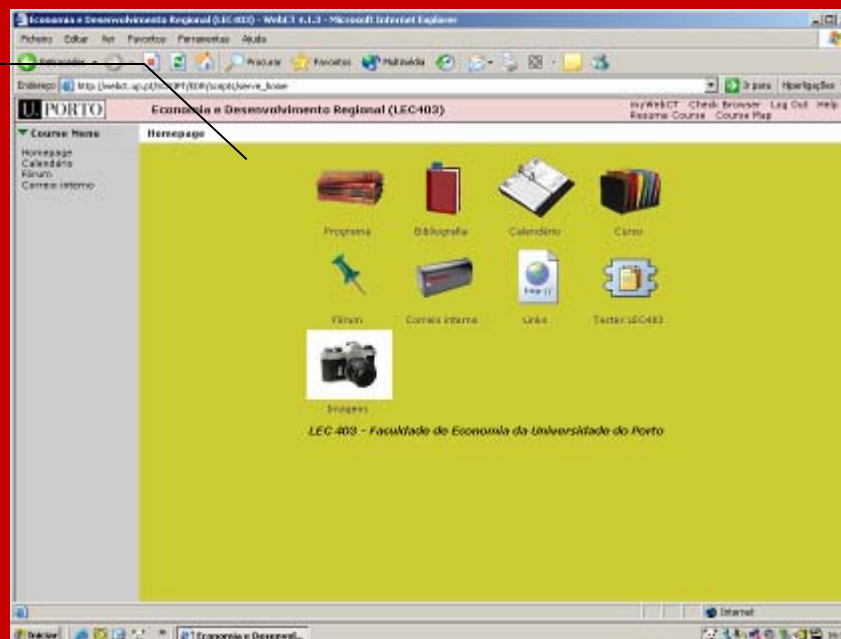 Economia e Desenvolvimento Regional (LEC403) - WebCT 4.1.3 - Microsoft Internet Explorer
Ficheiro Editar Ver Favoritos Ferramentas Ajuda
Procurar Favoritos Multimédia
Endereço Ir para Hiperligações
U. PORTO Economia e Desenvolvimento Regional (LEC403) myWebCT Check Browser Log Out Help
Resume Course Course Map
Course Menu Homepage
Homepage
Calendário
Fórum
Correio interno
Programa Bibliografia Calendário Curso
http://
Fórum Correio interno Links Testes LEC403
Imagens
LEC 403 - Faculdade de Economia da Universidade do Porto
Internet
Iniciar Economia e Desenvol...